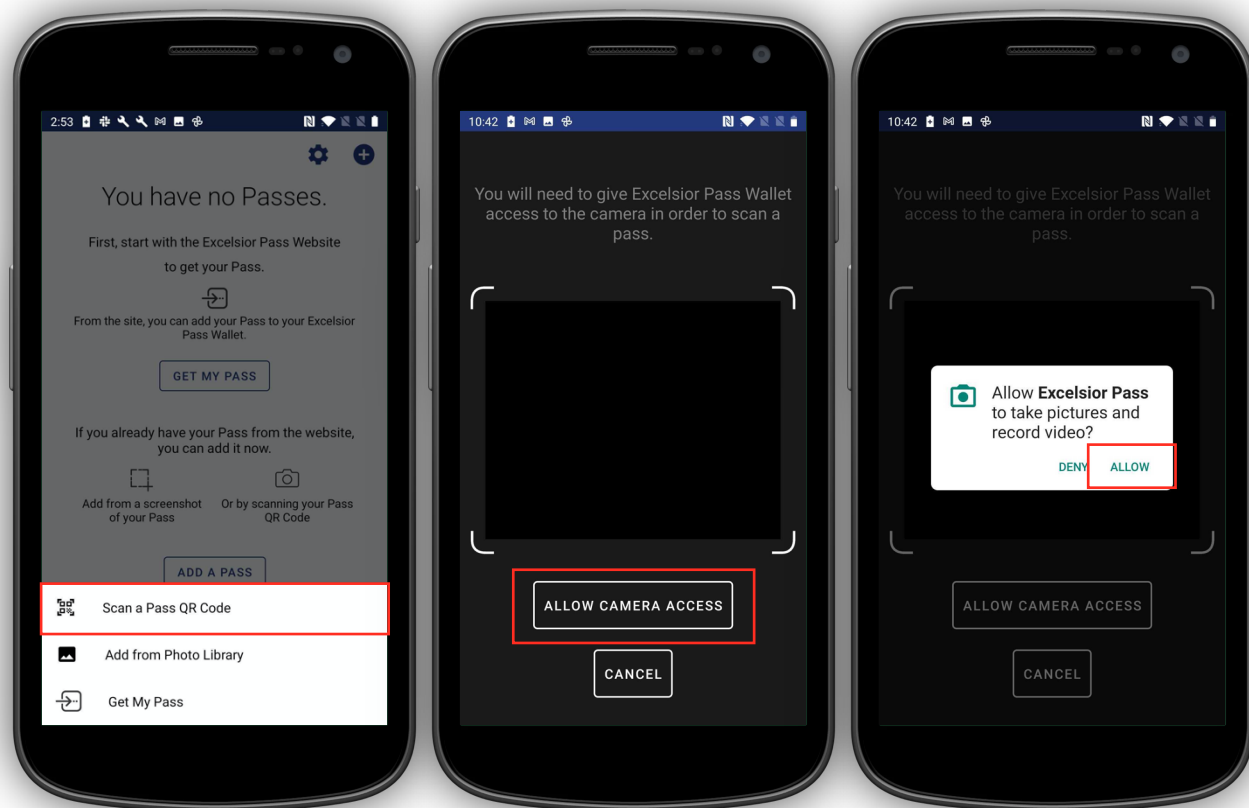 2:53
You have no Passes.
First, start with the Excelsior Pass Website
to get your Pass.
From the site, you can add your Pass to your Excelsior
Pass Wallet.
GET MY PASS
If you already have your Pass from the website,
you can add it now.
Add from a screenshot
of your Pass
Or by scanning your Pass
QR Code
ADD A PASS
Scan a Pass QR Code
Add from Photo Library
Get My Pass
10:42
You will need to give Excelsior Pass Wallet
access to the camera in order to scan a
pass.
ALLOW CAMERA ACCESS
CANCEL
10:42
You will need to give Excelsior Pass Wallet
access to the camera in order to scan a
pass.
Allow Excelsior Pass
to take pictures and
record video?
DENY ALLOW
ALLOW CAMERA ACCESS
CANCEL